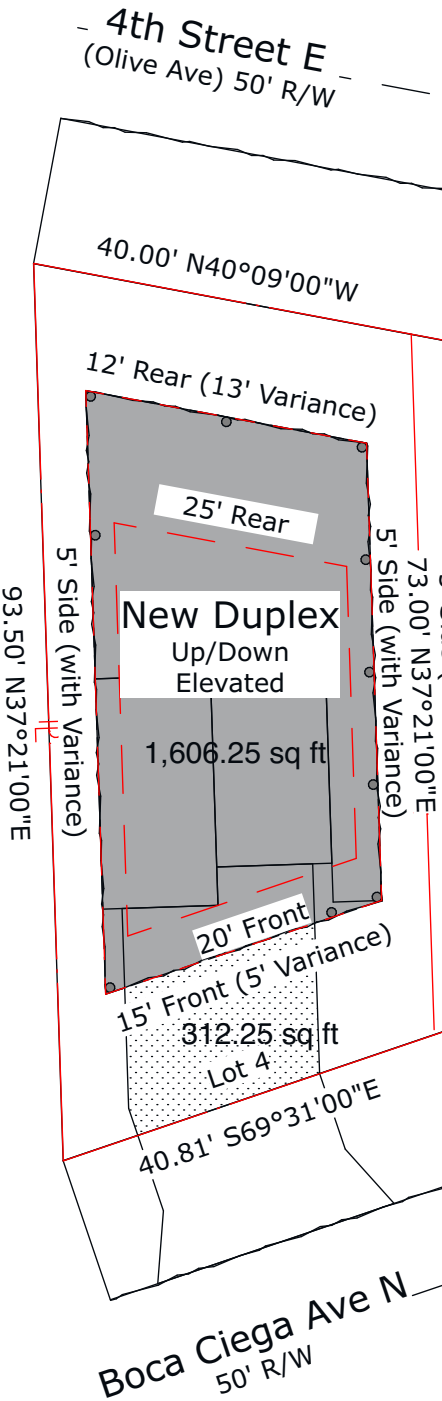 4th Street E
(Olive Ave) 50' R/W
40.00' N40°09'00"W
12' Rear (13' Variance)
25' Rear
5' Side (with Variance)
93.50' N37°21'00"E
New Duplex
Up/Down
Elevated
1,606.25 sq ft
5' Side (with Variance)
73.00' N37°21'00"E
20' Front
15' Front (5' Variance)
312.25 sq ft
Lot 4
40.81' S69°31'00"E
Boca Ciega Ave N
50' R/W